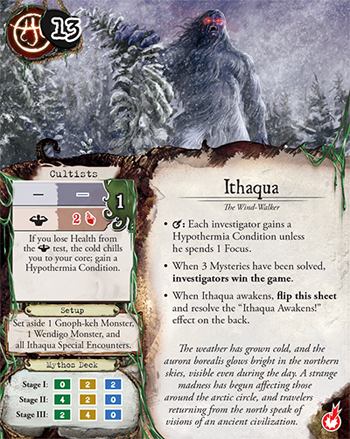 13
Cultists
— —
2
1
If you lose Health from
the test, the cold chills
you to your core; gain a
Hypothermia Condition.
Setup
Set aside 1 Gnoph-keh Monster,
1 Wendigo Monster, and
all Ithaqua Special Encounters.
Mythos Deck
Stage I: 0 2 2
Stage II: 4 2 0
Stage III: 2 4 0
Ithaqua
The Wind-Walker
• : Each investigator gains a
Hypothermia Condition unless
he spends 1 Focus.
• When 3 Mysteries have been solved,
investigators win the game.
• When Ithaqua awakens, flip this sheet
and resolve the “Ithaqua Awakens!”
effect on the back.
The weather has grown cold, and the
aurora borealis glows bright in the northern
skies, visible even during the day. A strange
madness has begun affecting those
around the arctic circle, and travelers
returning from the north speak of
visions of an ancient civilization.